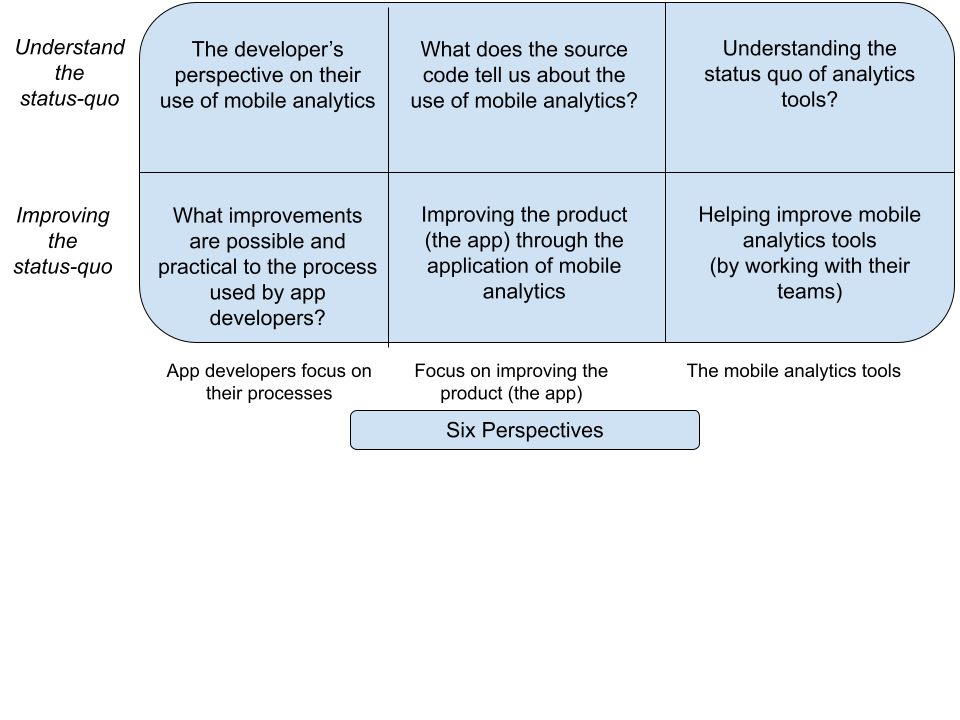 Understand
the
status-quo
The developer’s
perspective on their
use of mobile analytics
What does the source
code tell us about the
use of mobile analytics?
Understanding the
status quo of analytics
tools?
Improving
the
status-quo
What improvements
are possible and
practical to the process
used by app
developers?
Improving the product
(the app) through the
application of mobile
analytics
Helping improve mobile
analytics tools
(by working with their
teams)
App developers focus on
their processes
Focus on improving the
product (the app)
The mobile analytics tools
Six Perspectives